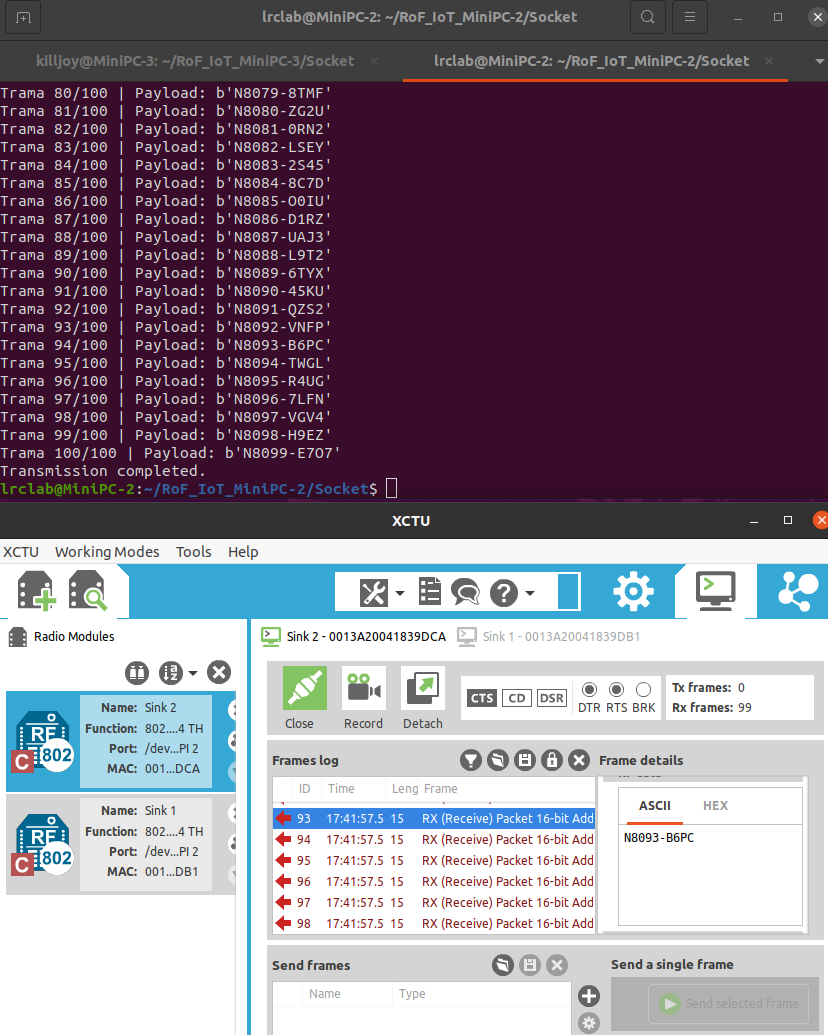 lrclab@MiniPC-2: ~/RoF_IoT_MiniPC-2/Socket
killjoy@MiniPC-3: ~/RoF_IoT_MiniPC-3/Socket
lrclab@MiniPC-2: ~/RoF_IoT_MiniPC-2/Socket
Trama 80/100 | Payload: b'N8079-8TMF'
Trama 81/100 | Payload: b'N8080-ZG2U'
Trama 82/100 | Payload: b'N8081-0RN2'
Trama 83/100 | Payload: b'N8082-LSEY'
Trama 84/100 | Payload: b'N8083-2S45'
Trama 85/100 | Payload: b'N8084-8C7D'
Trama 86/100 | Payload: b'N8085-O0IU'
Trama 87/100 | Payload: b'N8086-D1RZ'
Trama 88/100 | Payload: b'N8087-UAJ3'
Trama 89/100 | Payload: b'N8088-L9T2'
Trama 90/100 | Payload: b'N8089-6TYX'
Trama 91/100 | Payload: b'N8090-45KU'
Trama 92/100 | Payload: b'N8091-QZS2'
Trama 93/100 | Payload: b'N8092-VNFP'
Trama 94/100 | Payload: b'N8093-B6PC'
Trama 95/100 | Payload: b'N8094-TWGL'
Trama 96/100 | Payload: b'N8095-R4UG'
Trama 97/100 | Payload: b'N8096-7LFN'
Trama 98/100 | Payload: b'N8097-VGV4'
Trama 99/100 | Payload: b'N8098-H9EZ'
Trama 100/100 | Payload: b'N8099-E7O7'
Transmission completed.
lrclab@MiniPC-2:~/RoF_IoT_MiniPC-2/Socket$
XCTU
XCTU Working Modes Tools Help
Radio Modules
Name: Sink 2
Function: 802....4 TH
Port: /dev...PI 2
MAC: 001...DCA
RF
C 802
Name: Sink 1
Function: 802....4 TH
Port: /dev...PI 2
MAC: 001...DB1
RF
C 802
Sink 2 - 0013A20041839DCA
Sink 1 - 0013A20041839DB1
Close
Record
Detach
CTS CD DSR
DTR RTS BRK
Tx frames: 0
Rx frames: 99
Frames log
ID Time Leng Frame
93 17:41:57.5 15 RX (Receive) Packet 16-bit Add
94 17:41:57.5 15 RX (Receive) Packet 16-bit Add
95 17:41:57.5 15 RX (Receive) Packet 16-bit Add
96 17:41:57.5 15 RX (Receive) Packet 16-bit Add
97 17:41:57.5 15 RX (Receive) Packet 16-bit Add
98 17:41:57.5 15 RX (Receive) Packet 16-bit Add
Frame details
ASCII HEX
N8093-B6PC
Send frames
Name Type
Send a single frame
Send selected frame